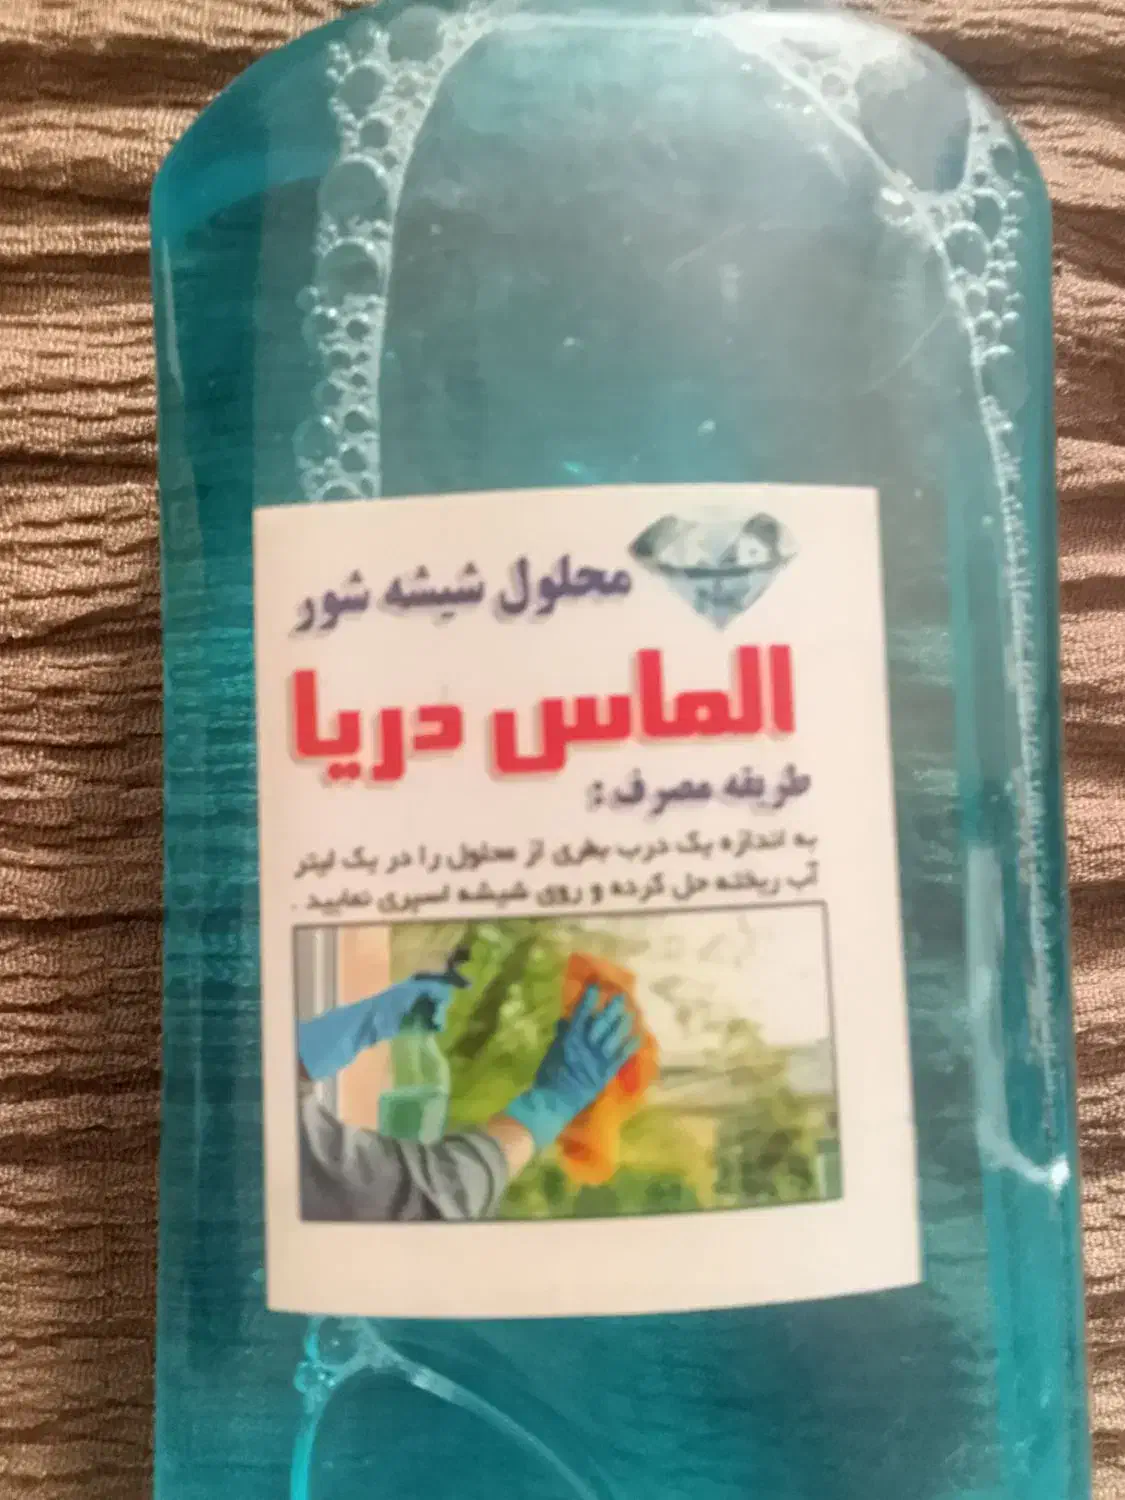 محلول شیشه شور
الماس دریا
طریقه مصرف :
به اندازه یک درب بطری از محلول را در یک لیتر
آب ریخته حل کرده و روی شیشه اسپری نمایید .